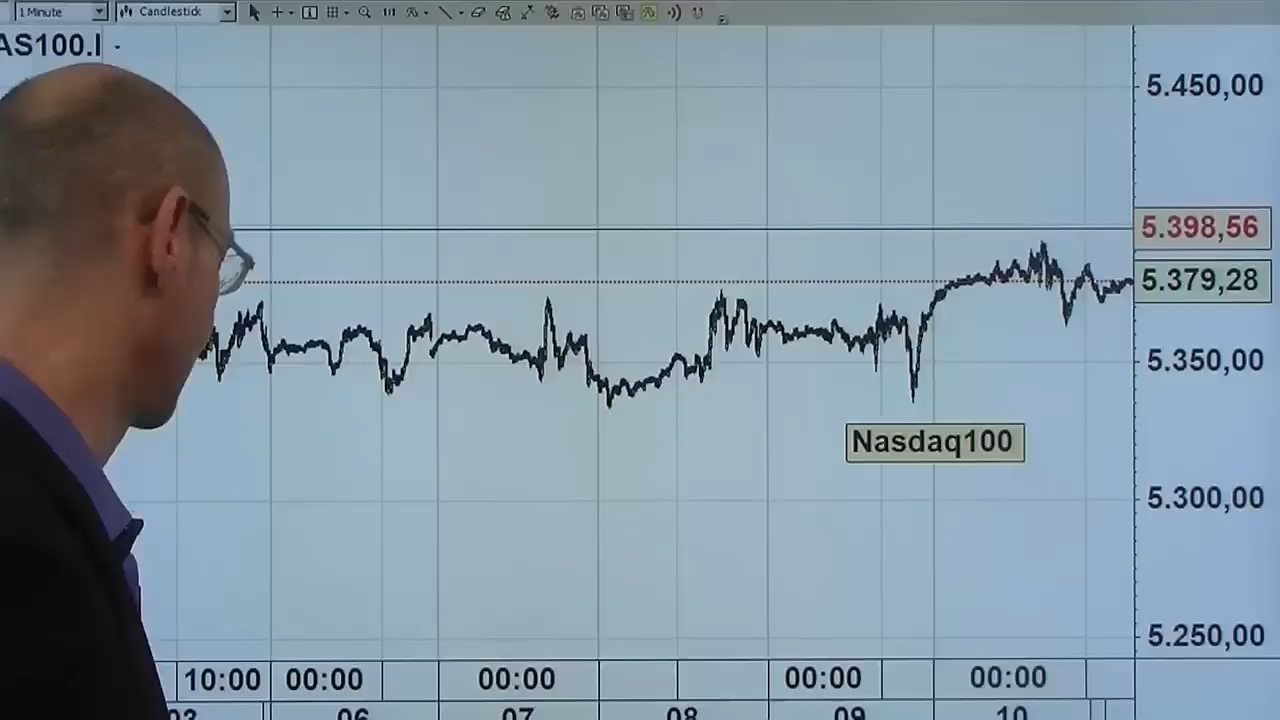 1 Minute
Candlestick
AS100.I
5.450,00
5.398,56
5.379,28
5.350,00
Nasdaq100
5.300,00
5.250,00
10:00 00:00 00:00 00:00 00:00
03 06 07 08 09 10